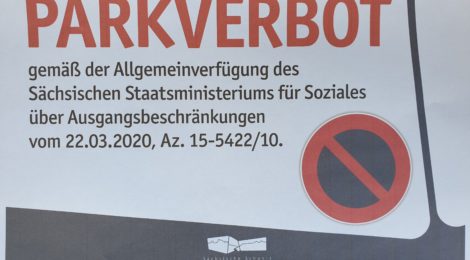 PARKVERBOT
gemäß der Allgemeinverfügung des
Sächsischen Staatsministeriums für Soziales
über Ausgangsbeschränkungen
vom 22.03.2020, Az. 15-5422/10.